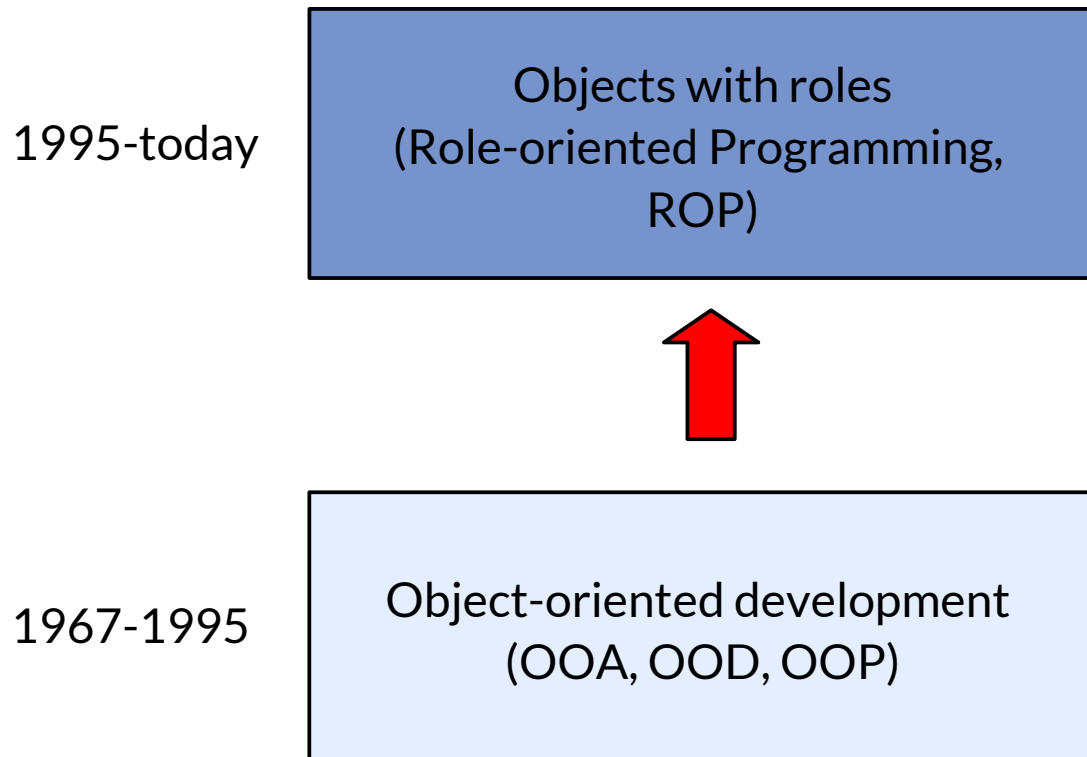 Objects with roles
1995-today
(Role-oriented Programming,
ROP)
Object-oriented development
1967-1995
(OOA, OOD, OOP)